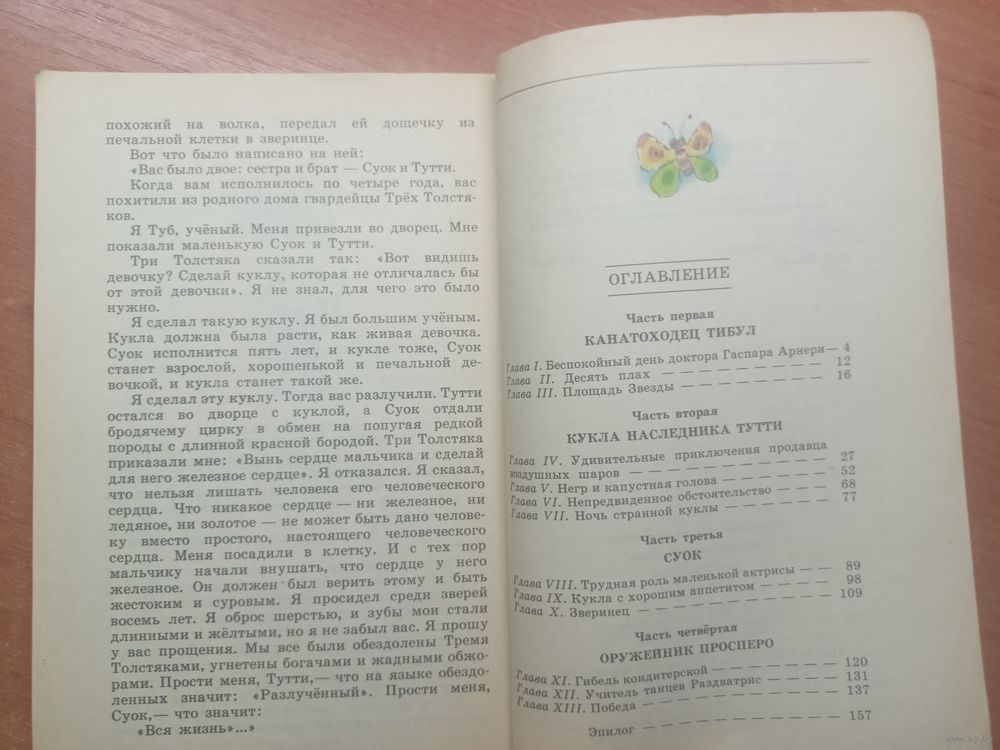 похожий на волка, передал ей дощечку из
печальной клетки в зверинце.
Вот что было написано на ней:
«Вас было двое: сестра и брат — Суок и Тутти.
Когда вам исполнилось по четыре года, вас
похитили из родного дома гвардейцы Трёх Толстя-
ков.
Я Туб, учёный. Меня привезли во дворец. Мне
показали маленькую Суок и Тутти.
Три Толстяка сказали так: «Вот видишь
девочку? Сделай куклу, которая не отличалась бы
от этой девочки». Я не знал, для чего это было
нужно.
Я сделал такую куклу. Я был большим учёным.
Кукла должна была расти, как живая девочка.
Суок исполнится пять лет, и кукле тоже, Суок
станет взрослой, хорошенькой и печальной де-
вочкой, и кукла станет такой же.
Я сделал эту куклу. Тогда вас разлучили. Тутти
остался во дворце с куклой, а Суок отдали
бродячему цирку в обмен на попугая редкой
породы с длинной красной бородой. Три Толстяка
приказали мне: «Вынь сердце мальчика и сделай
для него железное сердце». Я отказался. Я сказал,
что нельзя лишать человека его человеческого
сердца. Что никакое сердце — ни железное, ни
ледяное, ни золотое — не может быть дано челове-
ку вместо простого, настоящего человеческого
сердца. Меня посадили в клетку. И с тех пор
мальчику начали внушать, что сердце у него
железное. Он должен был верить этому и быть
жестоким и суровым. Я просидел среди зверей
восемь лет. Я оброс шерстью, и зубы мои стали
длинными и жёлтыми, но я не забыл вас. Я прошу
у вас прощения. Мы все были обездолены Тремя
Толстяками, угнетены богачами и жадными обжо-
рами. Прости меня, Тутти,— что на языке обездо-
ленных значит: «Разлучённый». Прости меня,
Суок,— что значит:
«Вся жизнь»...»
ОГЛАВЛЕНИЕ
Часть первая
КАНАТОХОДЕЦ ТИБУЛ
Глава I. Беспокойный день доктора Гаспара Арнери— 4
Глава II. Десять плах — — — — — — — — — 12
Глава III. Площадь Звезды — — — — — — — — 16
Часть вторая
КУКЛА НАСЛЕДНИКА ТУТТИ
Глава IV. Удивительные приключения продавца
воздушных шаров — — — — — — — — — — 27
Глава V. Негр и капустная голова — — — — — — 52
Глава VI. Непредвиденное обстоятельство — — — — 68
Глава VII. Ночь странной куклы — — — — — — 77
Часть третья
СУОК
Глава VIII. Трудная роль маленькой актрисы — — 89
Глава IX. Кукла с хорошим аппетитом — — — — 98
Глава X. Зверинец — — — — — — — — — — 109
Часть четвёртая
ОРУЖЕЙНИК ПРОСПЕРО
Глава XI. Гибель кондитерской — — — — — — 120
Глава XII. Учитель танцев Раздватрис — — — — 131
Глава XIII. Победа — — — — — — — — — — 137
Эпилог — — — — — — — — — — 157